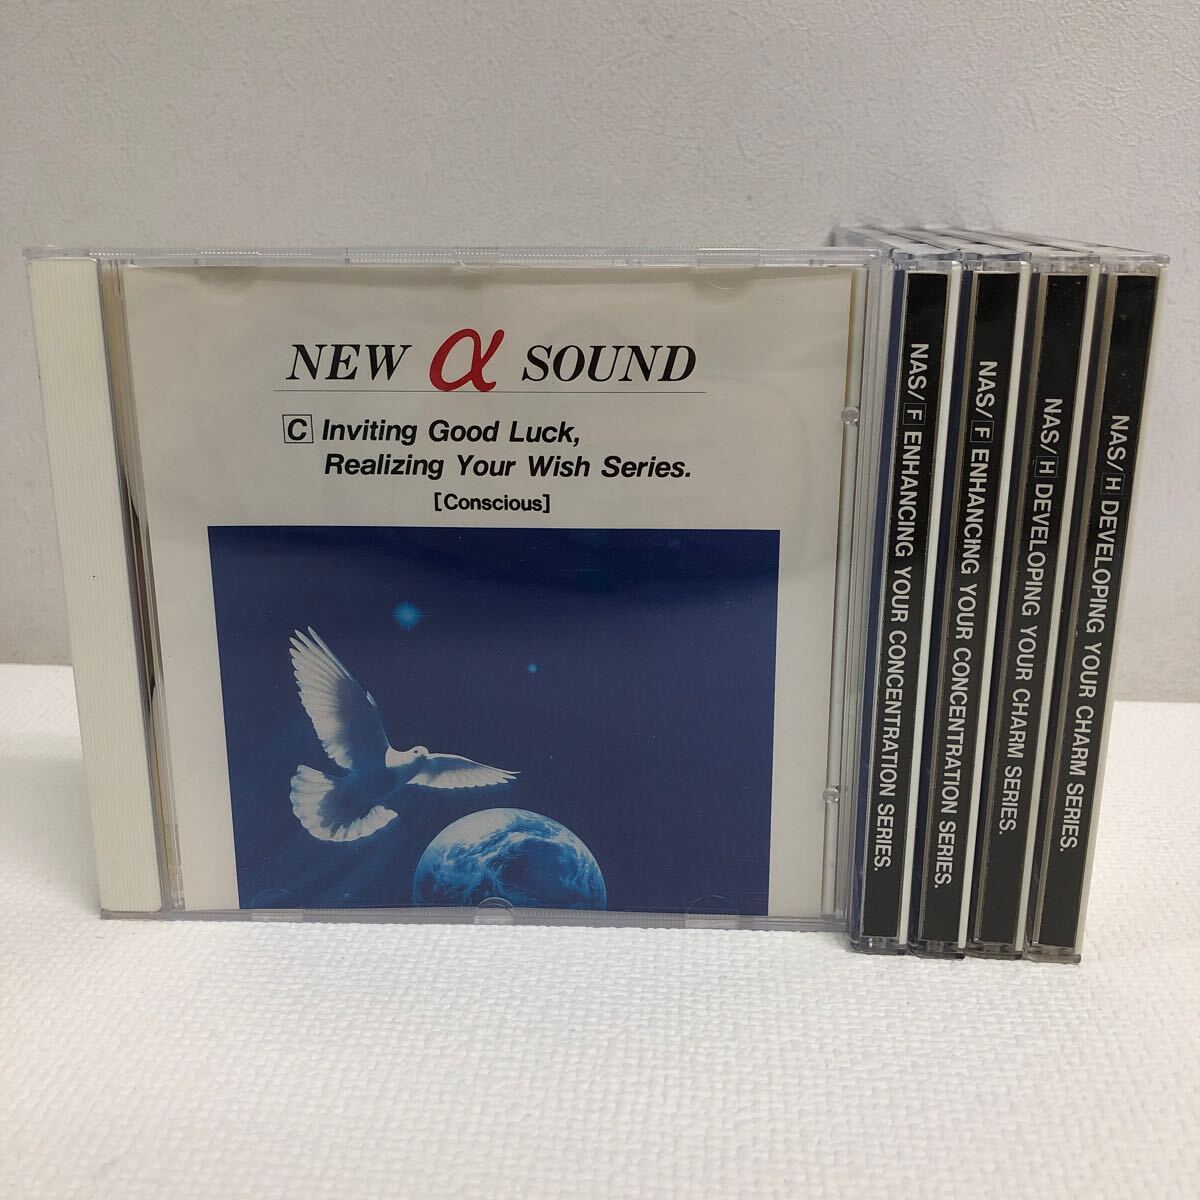 NEW α SOUND
C Inviting Good Luck,
Realizing Your Wish Series.
[Conscious]
NAS/F ENHANCING YOUR CONCENTRATION SERIES.
NAS/F ENHANCING YOUR CONCENTRATION SERIES.
NAS/H DEVELOPING YOUR CHARM SERIES.
NAS/H DEVELOPING YOUR CHARM SERIES.